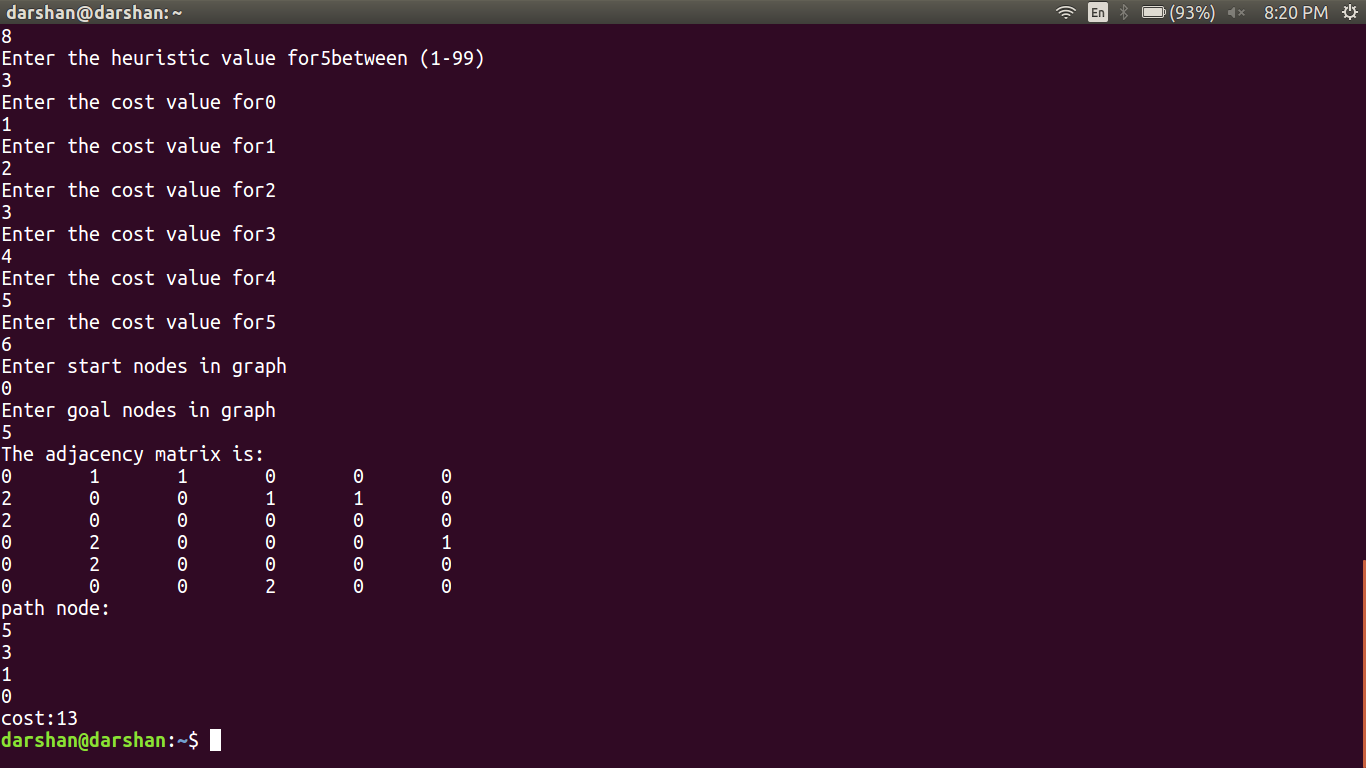 darshan@darshan: ~ En (93%) 8:20 PM
8
Enter the heuristic value for5between (1-99)
3
Enter the cost value for0
1
Enter the cost value for1
2
Enter the cost value for2
3
Enter the cost value for3
4
Enter the cost value for4
5
Enter the cost value for5
6
Enter start nodes in graph
0
Enter goal nodes in graph
5
The adjacency matrix is:
0 1 1 0 0 0
2 0 0 1 1 0
2 0 0 0 0 0
0 2 0 0 0 1
0 2 0 0 0 0
0 0 0 2 0 0
path node:
5
3
1
0
cost:13
darshan@darshan:~$